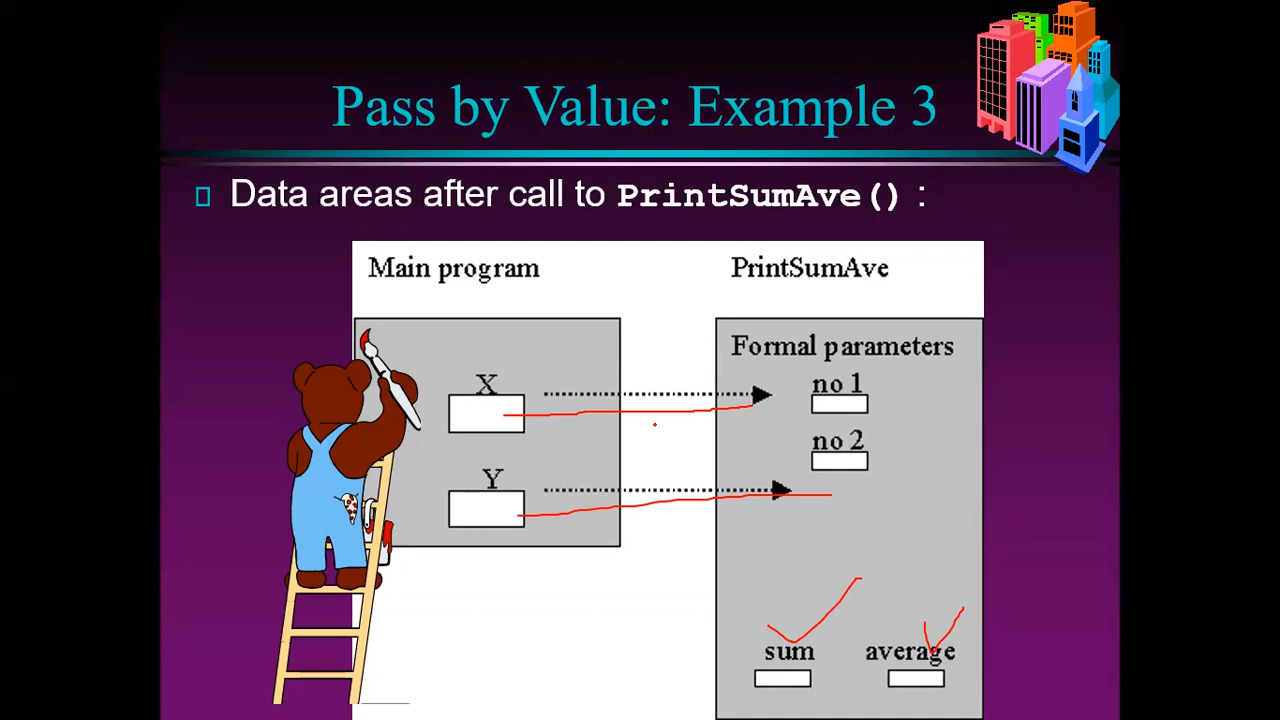 Pass by Value: Example 3
Data areas after call to PrintSumAve() :
Main program
PrintSumAve
Formal parameters
X
no 1
no 2
Y
sum
average